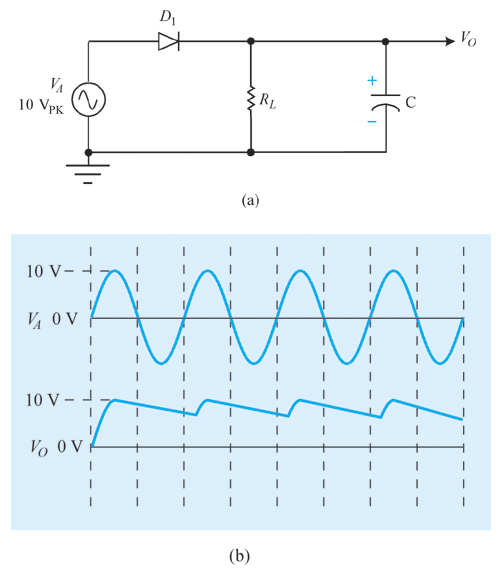 D1
VO
VA
10 VPK
RL
+
C
−
(a)
10 V
VA 0 V
10 V
VO 0 V
(b)